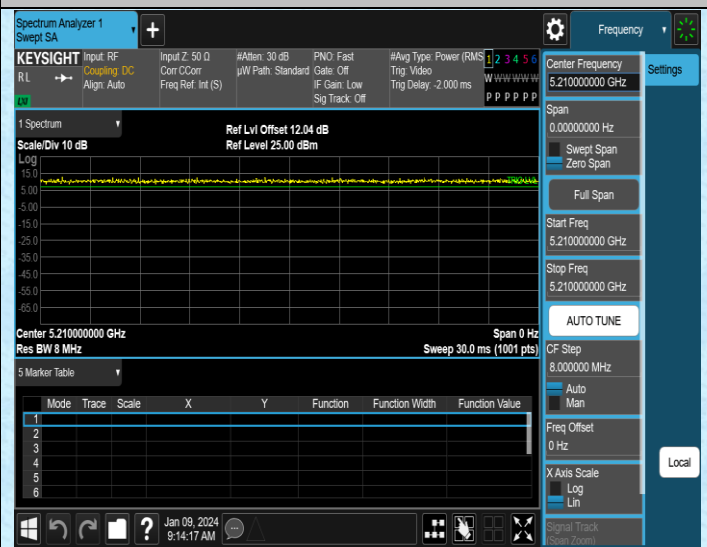 Spectrum Analyzer 1
Swept SA
+
Frequency
KEYSIGHT
RL
LXI
Input: RF
Coupling: DC
Align: Auto
Input Z: 50 Ω
Corr CCorr
Freq Ref: Int (S)
#Atten: 30 dB
µW Path: Standard
PNO: Fast
Gate: Off
IF Gain: Low
Sig Track: Off
#Avg Type: Power (RMS
Trig: Video
Trig Delay: -2.000 ms
1 2 3 4 5 6
W W W W W W
P P P P P P
1 Spectrum
Scale/Div 10 dB
Ref Lvl Offset 12.04 dB
Ref Level 25.00 dBm
Log
15.0
5.00
-5.00
-15.0
-25.0
-35.0
-45.0
-55.0
-65.0
Center 5.210000000 GHz
Res BW 8 MHz
Span 0 Hz
Sweep 30.0 ms (1001 pts)
5 Marker Table
Mode Trace Scale X Y Function Function Width Function Value
1
2
3
4
5
6
?
Jan 09, 2024
9:14:17 AM
Center Frequency
5.210000000 GHz
Span
0.00000000 Hz
Swept Span
Zero Span
Full Span
Start Freq
5.210000000 GHz
Stop Freq
5.210000000 GHz
AUTO TUNE
CF Step
8.000000 MHz
Auto
Man
Freq Offset
0 Hz
X Axis Scale
Log
Lin
Signal Track
(Span Zoom)
Settings
Local